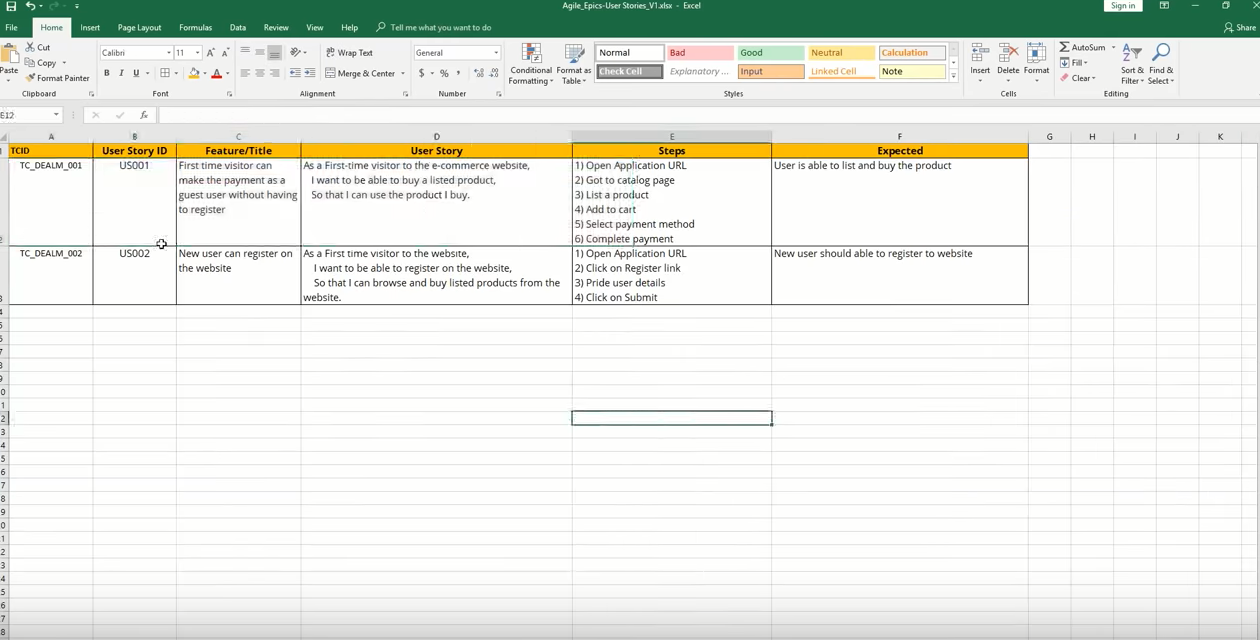 Agile_Epics-User Stories_V1.xlsx - Excel
Sign in
File Home Insert Page Layout Formulas Data Review View Help Tell me what you want to do Share
Cut
Copy
Format Painter
Paste
Clipboard
Calibri 11
B I U
Font
Wrap Text
Merge & Center
Alignment
General
$ %
Number
Conditional Formatting
Format as Table
Normal Bad Good Neutral Calculation
Check Cell Explanatory ... Input Linked Cell Note
Styles
Insert Delete Format
Cells
AutoSum
Fill
Clear
Sort & Filter
Find & Select
Editing
E12
fx
A B C D E F G H I J K
TCID User Story ID Feature/Title User Story Steps Expected
TC_DEALM_001
US001
First time visitor can
make the payment as a
guest user without having
to register
As a First-time visitor to the e-commerce website,
I want to be able to buy a listed product,
So that I can use the product I buy.
1) Open Application URL
2) Got to catalog page
3) List a product
4) Add to cart
5) Select payment method
6) Complete payment
User is able to list and buy the product
TC_DEALM_002
US002
New user can register on
the website
As a First time visitor to the website,
I want to be able to register on the website,
So that I can browse and buy listed products from the
website.
1) Open Application URL
2) Click on Register link
3) Pride user details
4) Click on Submit
New user should able to register to website